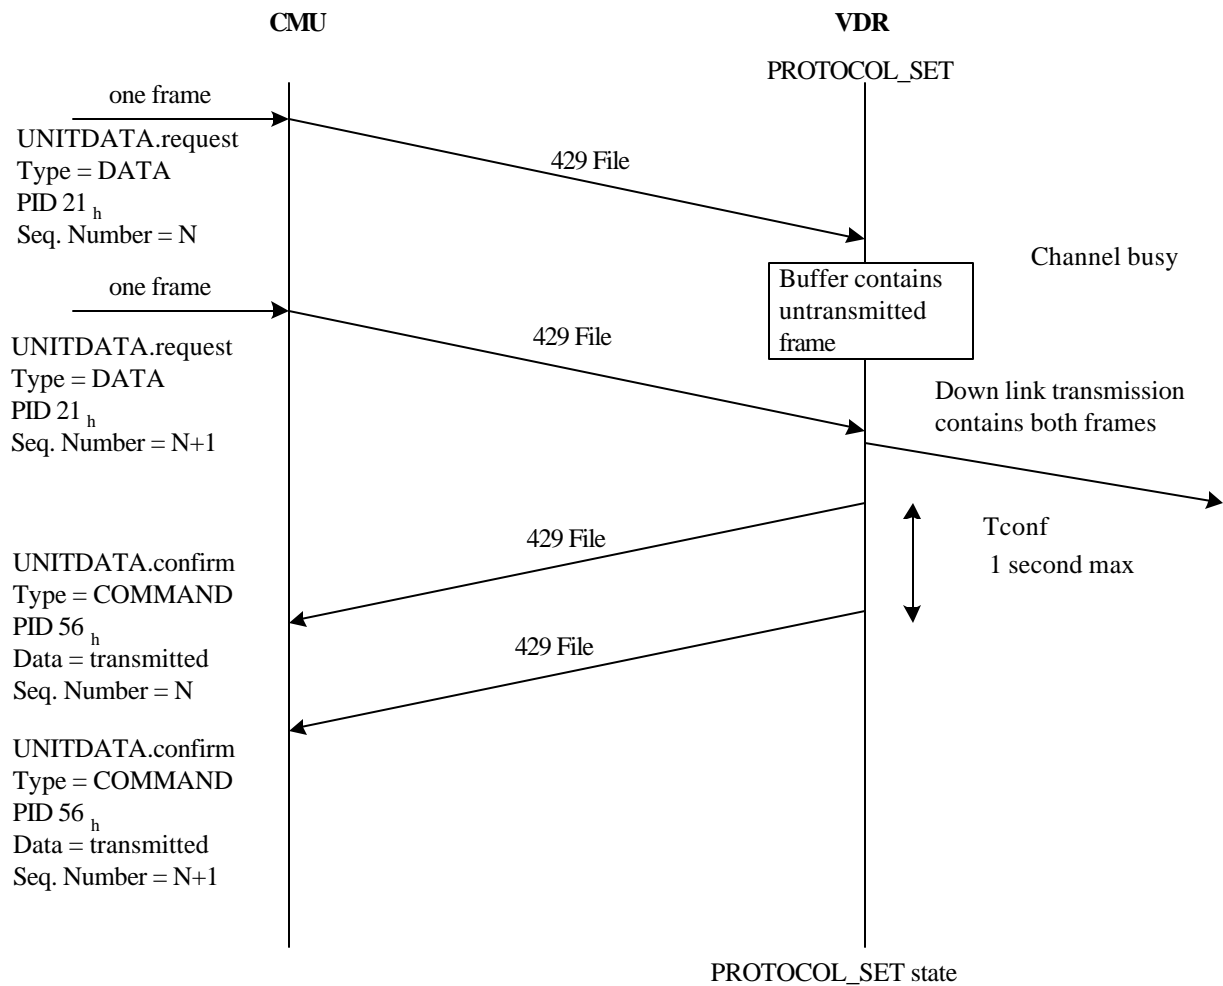 CMU
VDR
PROTOCOL_SET
one frame
UNITDATA.request
Type = DATA
PID 21 h
Seq. Number = N
429 File
Channel busy
Buffer contains
untransmitted
frame
one frame
UNITDATA.request
Type = DATA
PID 21 h
Seq. Number = N+1
429 File
Down link transmission
contains both frames
429 File
Tconf
1 second max
UNITDATA.confirm
Type = COMMAND
PID 56 h
Data = transmitted
Seq. Number = N
429 File
UNITDATA.confirm
Type = COMMAND
PID 56 h
Data = transmitted
Seq. Number = N+1
PROTOCOL_SET state